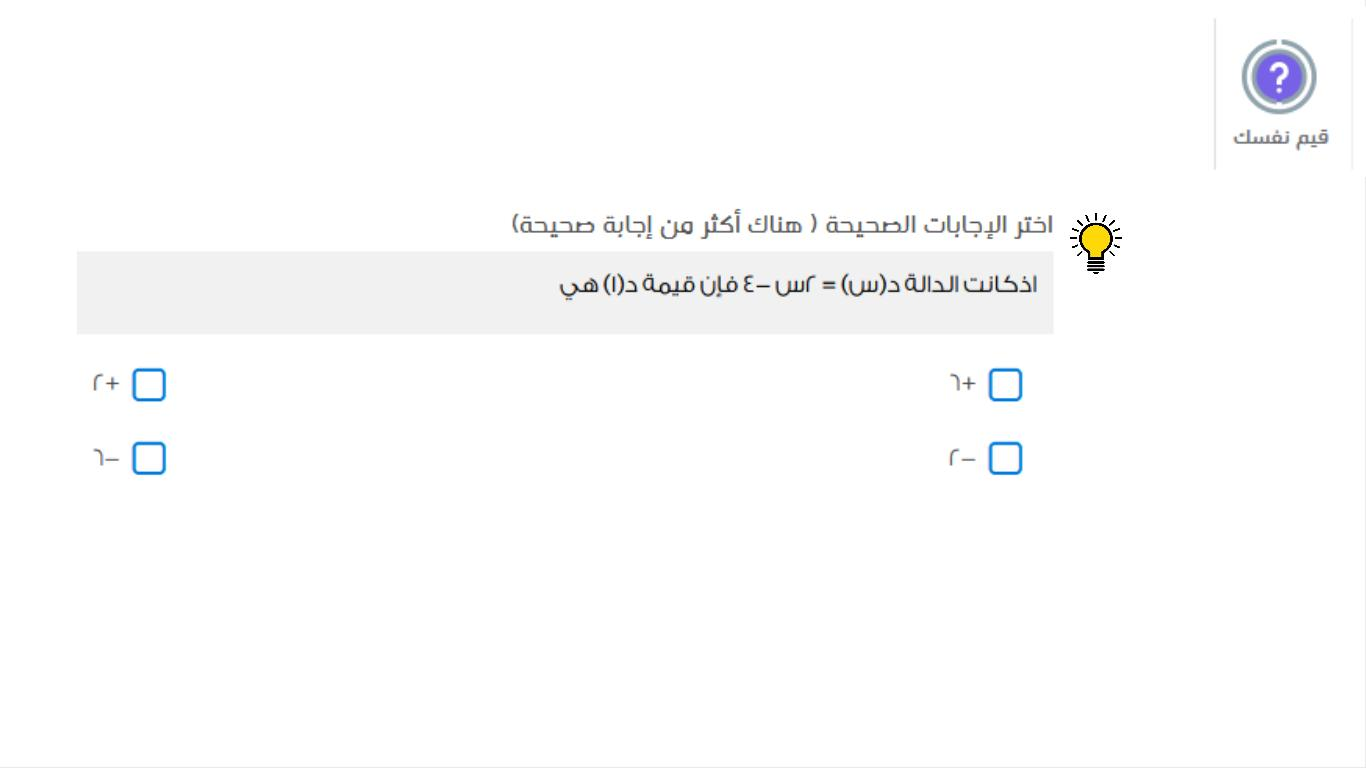 قيم نفسك
اختر الإجابات الصحيحة ( هناك أكثر من إجابة صحيحة)
اذكانت الدالة د(س) = ٢س –٤ فإن قيمة د(١) هي
+٦
+٢
–٢
–٦